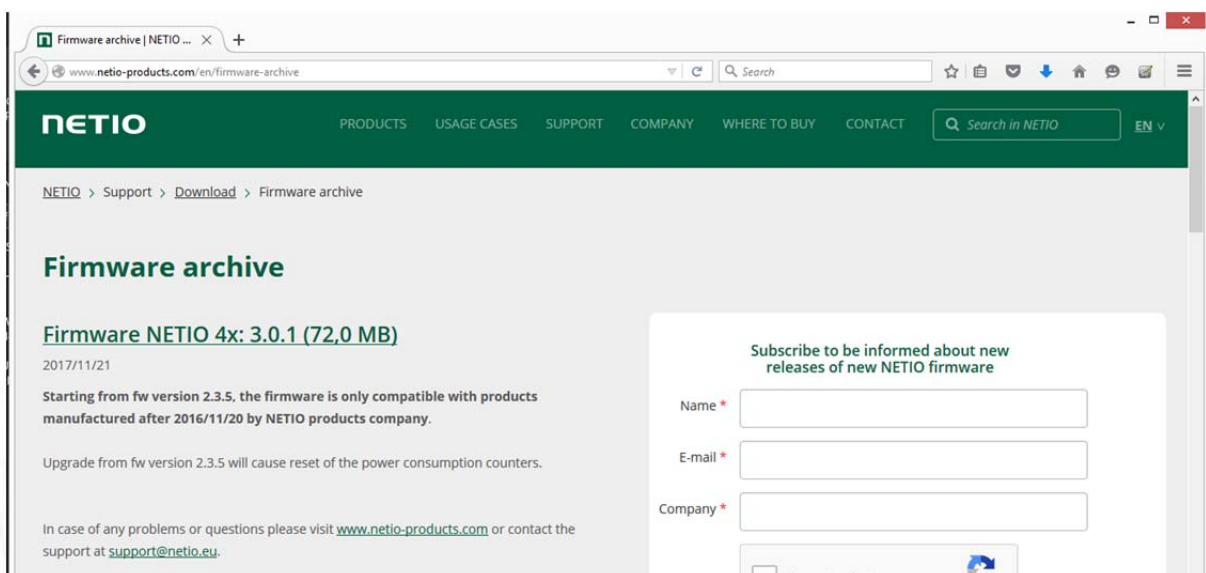 Firmware archive | NETIO ...
www.netio-products.com/en/firmware-archive
Search
NETIO
PRODUCTS USAGE CASES SUPPORT COMPANY WHERE TO BUY CONTACT
Search in NETIO
EN
NETIO > Support > Download > Firmware archive
Firmware archive
Firmware NETIO 4x: 3.0.1 (72,0 MB)
2017/11/21
Starting from fw version 2.3.5, the firmware is only compatible with products
manufactured after 2016/11/20 by NETIO products company.
Upgrade from fw version 2.3.5 will cause reset of the power consumption counters.
In case of any problems or questions please visit www.netio-products.com or contact the
support at support@netio.eu.
Subscribe to be informed about new
releases of new NETIO firmware
Name *
E-mail *
Company *